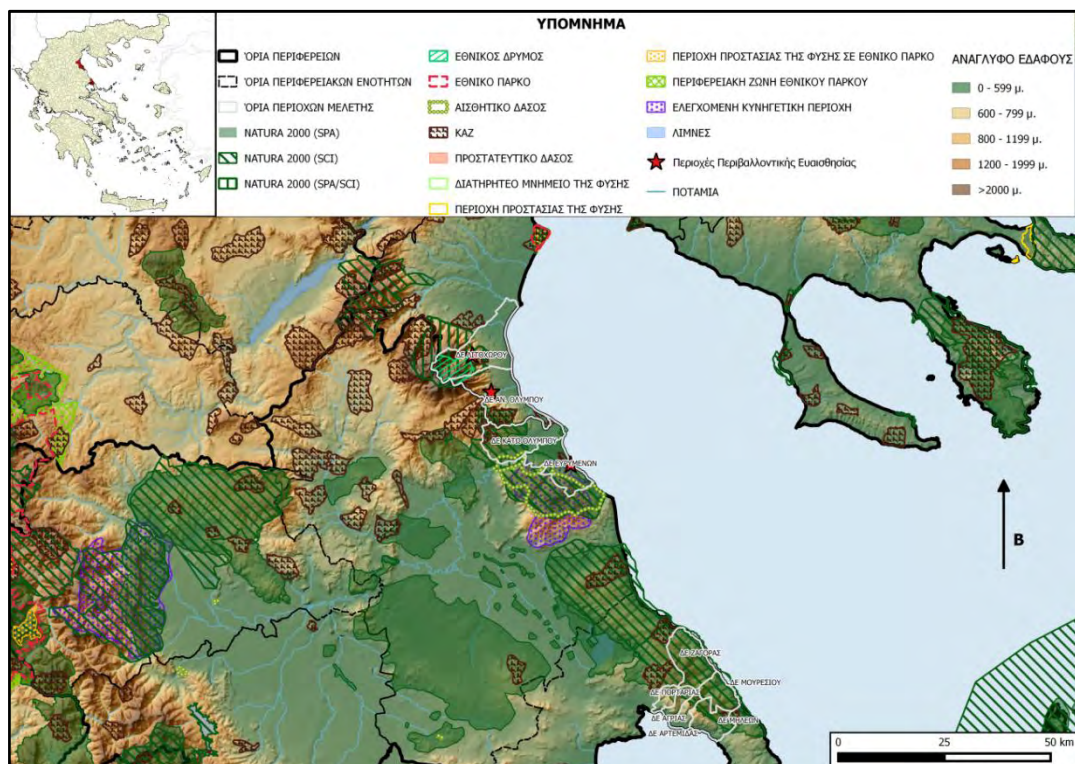 ΥΠΟΜΝΗΜΑ
ΌΡΙΑ ΠΕΡΙΦΕΡΕΙΩΝ
ΌΡΙΑ ΠΕΡΙΦΕΡΕΙΑΚΩΝ ΕΝΟΤΗΤΩΝ
ΌΡΙΑ ΠΕΡΙΟΧΩΝ ΜΕΛΕΤΗΣ
NATURA 2000 (SPA)
NATURA 2000 (SCI)
NATURA 2000 (SPA/SCI)
ΕΘΝΙΚΟΣ ΔΡΥΜΟΣ
ΕΘΝΙΚΟ ΠΑΡΚΟ
ΑΙΣΘΗΤΙΚΟ ΔΑΣΟΣ
ΚΑΖ
ΠΡΟΣΤΑΤΕΥΤΙΚΟ ΔΑΣΟΣ
ΔΙΑΤΗΡΗΤΕΟ ΜΝΗΜΕΙΟ ΤΗΣ ΦΥΣΗΣ
ΠΕΡΙΟΧΗ ΠΡΟΣΤΑΣΙΑΣ ΤΗΣ ΦΥΣΗΣ
ΠΕΡΙΟΧΗ ΠΡΟΣΤΑΣΙΑΣ ΤΗΣ ΦΥΣΗΣ ΣΕ ΕΘΝΙΚΟ ΠΑΡΚΟ
ΠΕΡΙΦΕΡΕΙΑΚΗ ΖΩΝΗ ΕΘΝΙΚΟΥ ΠΑΡΚΟΥ
ΕΛΕΓΧΟΜΕΝΗ ΚΥΝΗΓΕΤΙΚΗ ΠΕΡΙΟΧΗ
ΛΙΜΝΕΣ
Περιοχές Περιβαλλοντικής Ευαισθησίας
ΠΟΤΑΜΙΑ
ΑΝΑΓΛΥΦΟ ΕΔΑΦΟΥΣ
0 - 599 μ.
600 - 799 μ.
800 - 1199 μ.
1200 - 1999 μ.
>2000 μ.
ΔΕ ΛΙΤΟΧΩΡΟΥ
ΔΕ ΑΝ. ΟΛΥΜΠΟΥ
ΔΕ ΚΑΤΩ ΟΛΥΜΠΟΥ
ΔΕ ΕΥΡΥΜΕΝΩΝ
Β
ΔΕ ΖΑΓΟΡΑΣ
ΔΕ ΜΟΥΡΕΣΙΟΥ
ΔΕ ΠΟΡΤΑΡΙΑΣ
ΔΕ ΜΗΛΕΩΝ
ΔΕ ΑΓΡΙΑΣ
ΔΕ ΑΡΤΕΜΙΔΑΣ
0 25 50 km